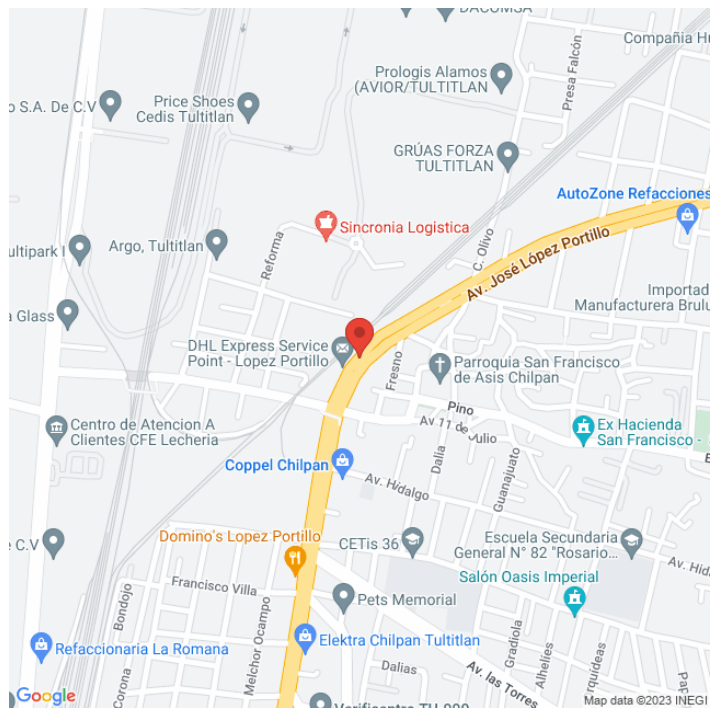 DACOMSA
Compañia Hu
Prologis Alamos
(AVIOR/TULTITLAN
Presa Falcón
o S.A. De C.V
Price Shoes
Cedis Tultitlan
GRÚAS FORZA
TULTITLAN
AutoZone Refacciones
Sincronia Logistica
Reforma
Argo, Tultitlan
ultipark I
C. Olivo
Av. José López Portillo
Importad
Manufacturera Brulu
a Glass
DHL Express Service
Point - Lopez Portillo
Fresno
Parroquia San Francisco
de Asis Chilpan
Pino
Av 11 de Julio
Ex Hacienda
San Francisco -
Centro de Atencion A
Clientes CFE Lecheria
Coppel Chilpan
Dalia
Guanajuato
Av. Hidalgo
Domino's Lopez Portillo
CETis 36
Escuela Secundaria
General N° 82 "Rosario...
Av. Hida
e C.V
Salón Oasis Imperial
Francisco Villa
Bondojo
Pets Memorial
Melchor Ocampo
Elektra Chilpan Tultitlan
Refaccionaria La Romana
Gradiola
Alhelies
rquídeas
Dalias
Av. las Torres
Corona
Pap
Google
Map data ©2023 INEGI